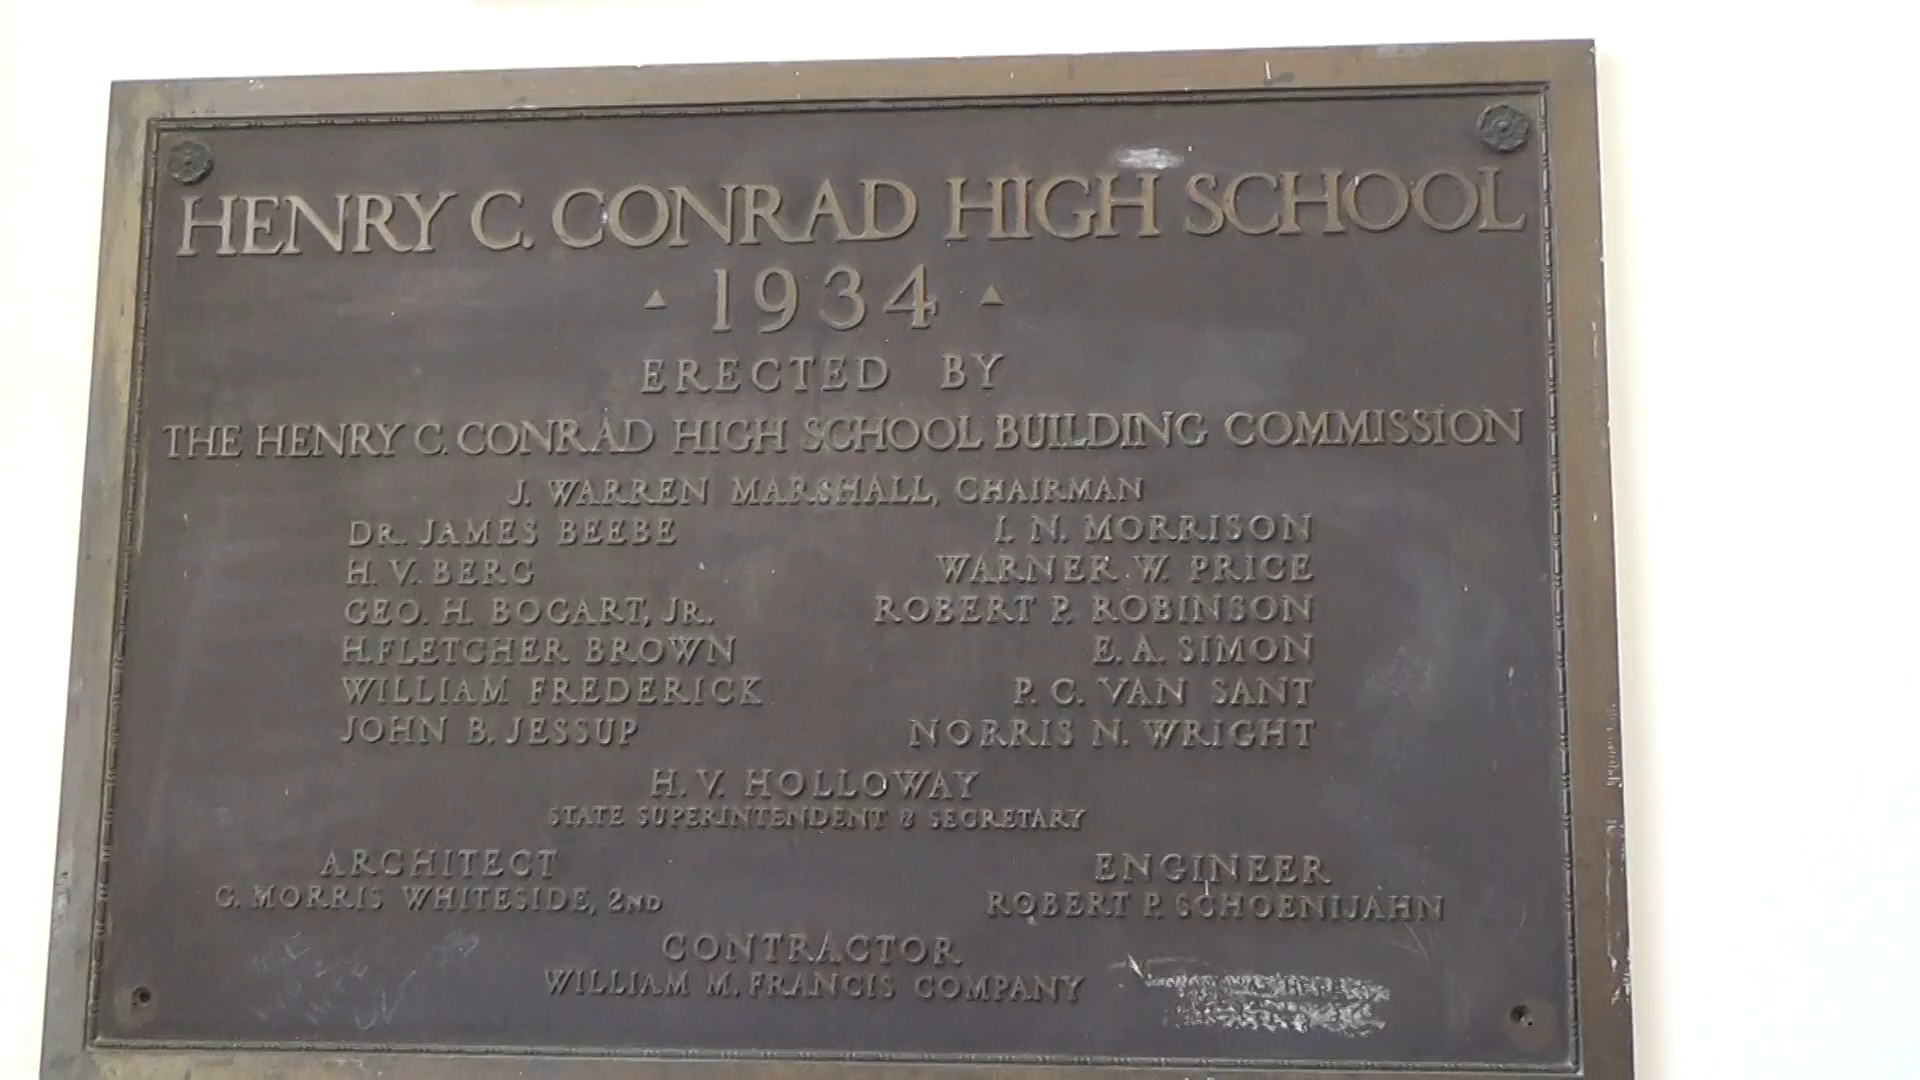 HENRY C. CONRAD HIGH SCHOOL
1934
ERECTED BY
THE HENRY C. CONRAD HIGH SCHOOL BUILDING COMMISSION
J. WARREN MARSHALL, CHAIRMAN
DR. JAMES BEEBE
H. V. BERG
GEO. H. BOGART, JR.
H. FLETCHER BROWN
WILLIAM FREDERICK
JOHN B. JESSUP
I. N. MORRISON
WARNER W. PRICE
ROBERT P. ROBINSON
E. A. SIMON
P. C. VAN SANT
NORRIS N. WRIGHT
H. V. HOLLOWAY
STATE SUPERINTENDENT & SECRETARY
ARCHITECT
G. MORRIS WHITESIDE, 2ND
ENGINEER
ROBERT P. SCHOENIJAHN
CONTRACTOR
WILLIAM M. FRANCIS COMPANY